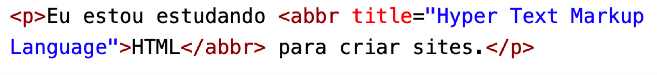 <p>Eu estou estudando <abbr title="Hyper Text Markup
Language">HTML</abbr> para criar sites.</p>